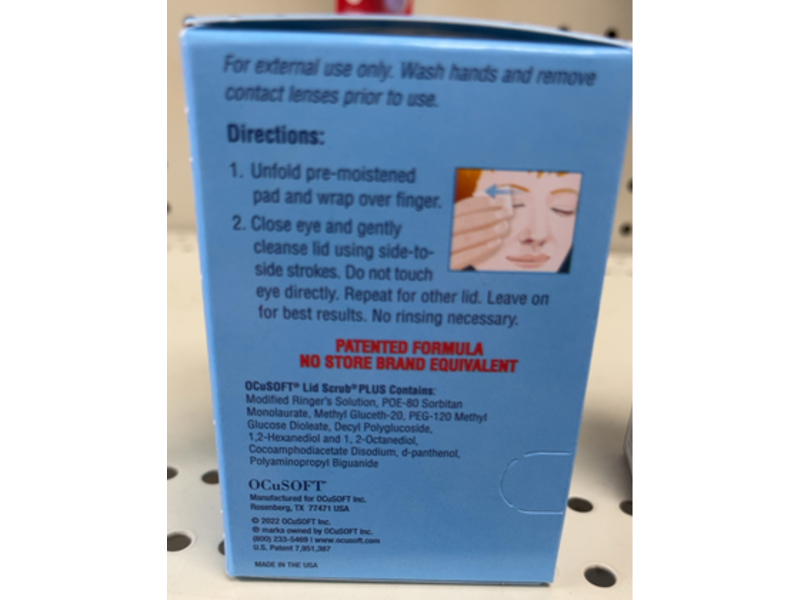 For external use only. Wash hands and remove
contact lenses prior to use.
Directions:
1. Unfold pre-moistened
pad and wrap over finger.
2. Close eye and gently
cleanse lid using side-to-
side strokes. Do not touch
eye directly. Repeat for other lid. Leave on
for best results. No rinsing necessary.
PATENTED FORMULA
NO STORE BRAND EQUIVALENT
OCuSOFT® Lid Scrub® PLUS Contains:
Modified Ringer's Solution, POE-80 Sorbitan
Monolaurate, Methyl Gluceth-20, PEG-120 Methyl
Glucose Dioleate, Decyl Polyglucoside,
1,2-Hexanediol and 1, 2-Octanediol,
Cocoamphodiacetate Disodium, d-panthenol,
Polyaminopropyl Biguanide
OCuSOFT®
Manufactured for OCuSOFT Inc.
Rosenberg, TX 77471 USA
© 2022 OCuSOFT Inc.
® marks owned by OCuSOFT Inc.
(800) 233-5469 | www.ocusoft.com
U.S. Patent 7,951,387
MADE IN THE USA